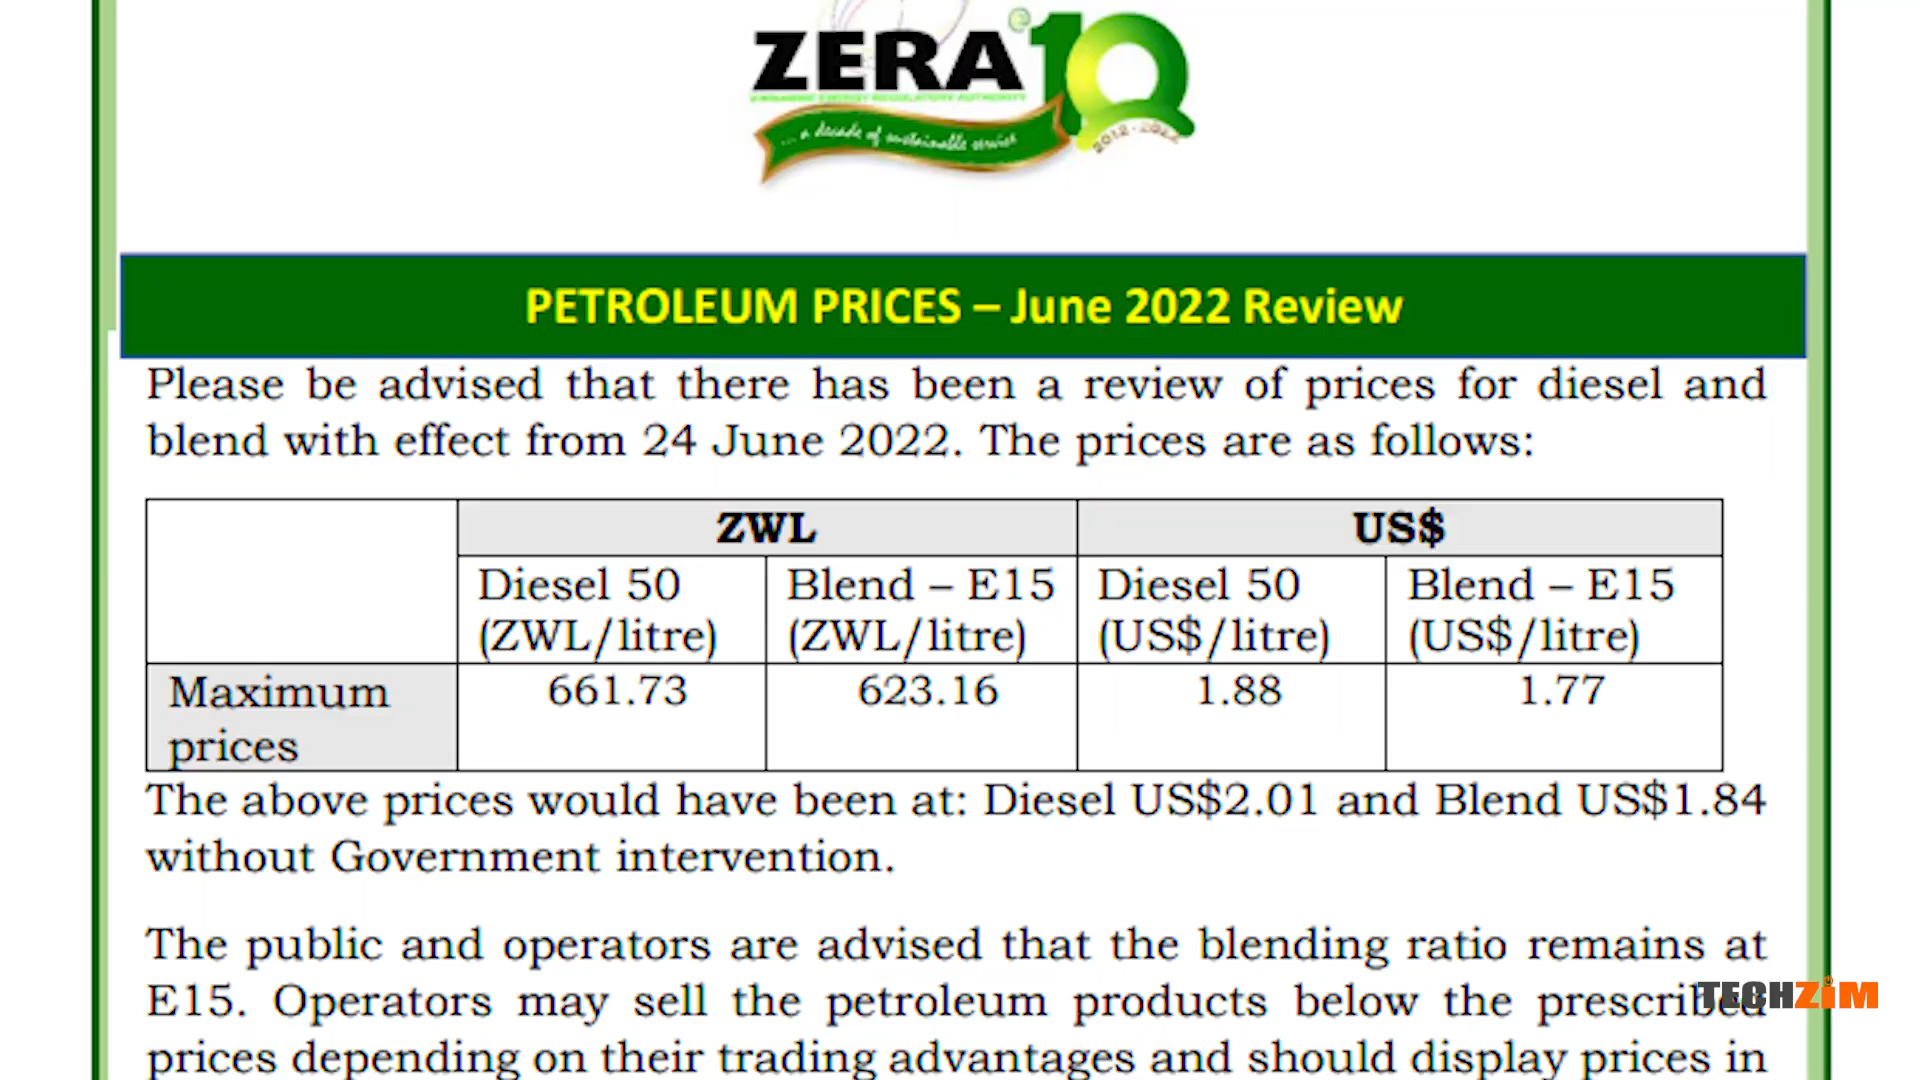 ZERA @10
... a decade of sustainable service
2012 - 2022
PETROLEUM PRICES – June 2022 Review
Please be advised that there has been a review of prices for diesel and
blend with effect from 24 June 2022. The prices are as follows:
ZWL US$
Diesel 50 (ZWL/litre) Blend – E15 (ZWL/litre) Diesel 50 (US$/litre) Blend – E15 (US$/litre)
Maximum prices 661.73 623.16 1.88 1.77
The above prices would have been at: Diesel US$2.01 and Blend US$1.84
without Government intervention.
The public and operators are advised that the blending ratio remains at
E15. Operators may sell the petroleum products below the prescribed
prices depending on their trading advantages and should display prices in
TECHZIM